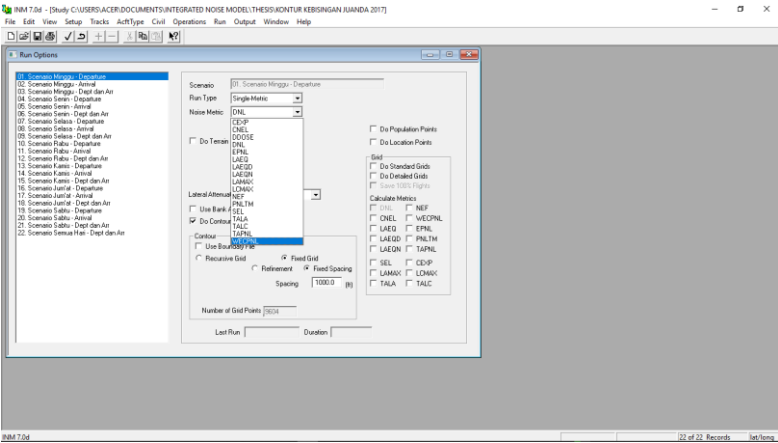 INM 7.0d - [Study C:\USERS\ACER\DOCUMENTS\INTEGRATED NOISE MODEL\THESIS\KONTUR KEBISINGAN JUANDA 2017]
File Edit View Setup Tracks AcftType Civil Operations Run Output Window Help
Run Options
01. Scenario Minggu - Departure
02. Scenario Minggu - Arrival
03. Scenario Minggu - Dept dan Arr
04. Scenario Senin - Departure
05. Scenario Senin - Arrival
06. Scenario Senin - Dept dan Arr
07. Scenario Selasa - Departure
08. Scenario Selasa - Arrival
09. Scenario Selasa - Dept dan Arr
10. Scenario Rabu - Departure
11. Scenario Rabu - Arrival
12. Scenario Rabu - Dept dan Arr
13. Scenario Kamis - Departure
14. Scenario Kamis - Arrival
15. Scenario Kamis - Dept dan Arr
16. Scenario Jum'at - Departure
17. Scenario Jum'at - Arrival
18. Scenario Jum'at - Dept dan Arr
19. Scenario Sabtu - Departure
20. Scenario Sabtu - Arrival
21. Scenario Sabtu - Dept dan Arr
22. Scenario Semua Hari - Dept dan Arr
Scenario 01. Scenario Minggu - Departure
Run Type Single-Metric
Noise Metric DNL
CEXP
CNEL
DDOSE
DNL
EPNL
LAEQ
LAEQD
LAEQN
LAMAX
LCMAX
NEF
PNLTM
SEL
TALA
TALC
TAPNL
WECPNL
Do Terrain
Lateral Attenuat
Use Bank A
Do Contour
Contour
Use Boundary File
Recursive Grid Fixed Grid
Refinement Fixed Spacing
Spacing 1000.0 (ft)
Number of Grid Points 9604
Last Run Duration
Do Population Points
Do Location Points
Grid
Do Standard Grids
Do Detailed Grids
Save 100% Flights
Calculate Metrics
DNL NEF
CNEL WECPNL
LAEQ EPNL
LAEQD PNLTM
LAEQN TAPNL
SEL CEXP
LAMAX LCMAX
TALA TALC
INM 7.0d 22 of 22 Records lat/long